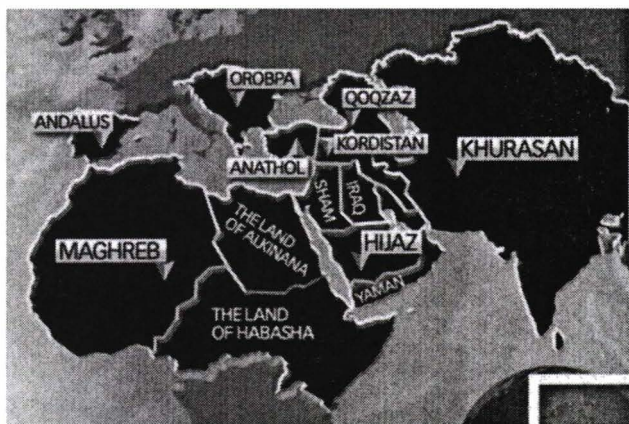 OROBPA
QOQZAZ
ANDALUS
KORDISTAN
ANATHOL
KHURASAN
SHAM
IRAQ
THE LAND
OF ALKINANA
MAGHREB
HIJAZ
YAMAN
THE LAND
OF HABASHA